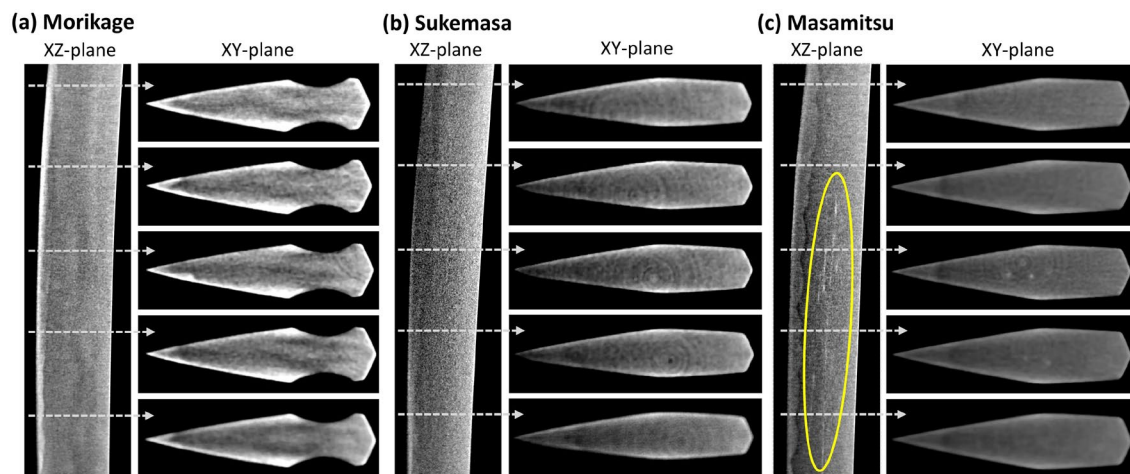 (a) Morikage
XZ-plane
XY-plane
(b) Sukemasa
XZ-plane
XY-plane
(c) Masamitsu
XZ-plane
XY-plane